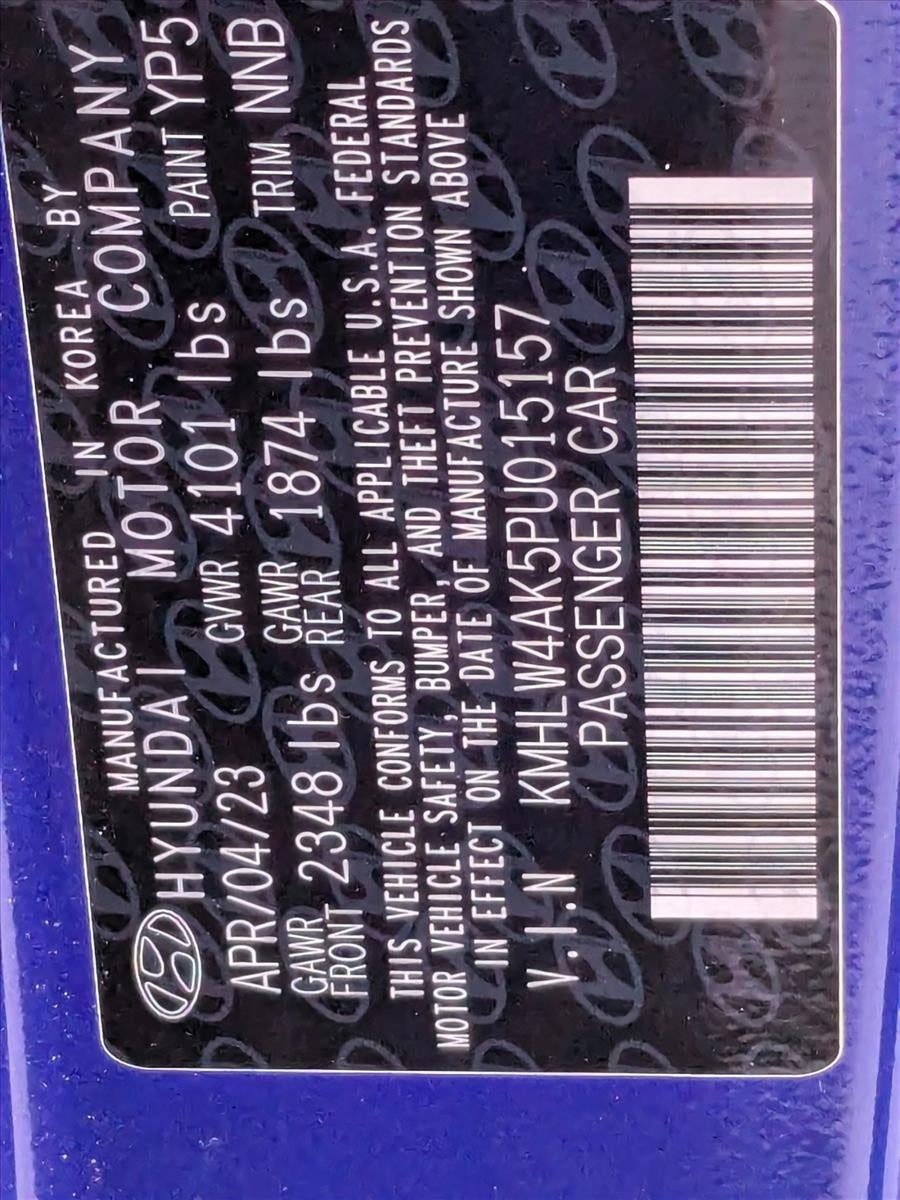 MANUFACTURED IN KOREA BY
HYUNDAI MOTOR COMPANY
APR/04/23 GVWR 4101 lbs PAINT YP5
GAWR FRONT 2348 lbs GAWR REAR 1874 lbs TRIM NNB
THIS VEHICLE CONFORMS TO ALL APPLICABLE U.S.A. FEDERAL
MOTOR VEHICLE SAFETY, BUMPER, AND THEFT PREVENTION STANDARDS
IN EFFECT ON THE DATE OF MANUFACTURE SHOWN ABOVE
V.I.N KMHLW4AK5PU015157
PASSENGER CAR